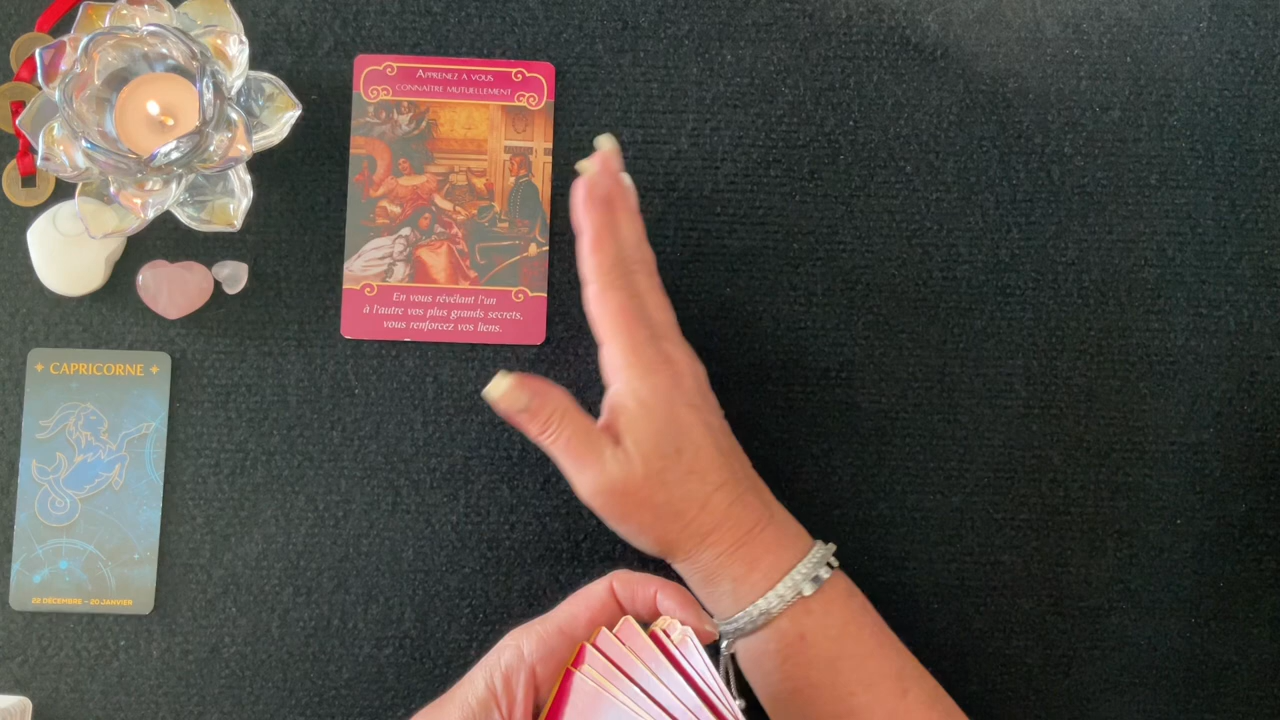 APPRENEZ À VOUS
CONNAÎTRE MUTUELLEMENT
En vous révélant l'un
à l'autre vos plus grands secrets,
vous renforcez vos liens.
CAPRICORNE
22 DÉCEMBRE – 20 JANVIER